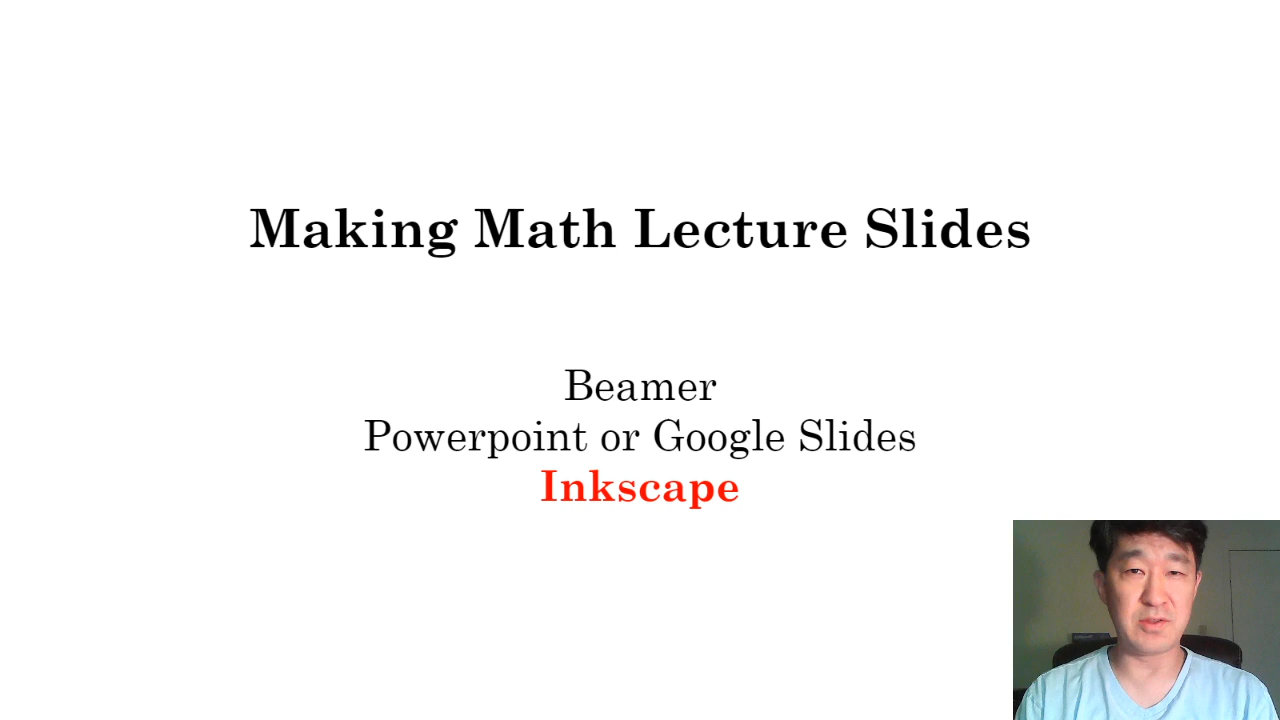 Making Math Lecture Slides
Beamer
Powerpoint or Google Slides
Inkscape